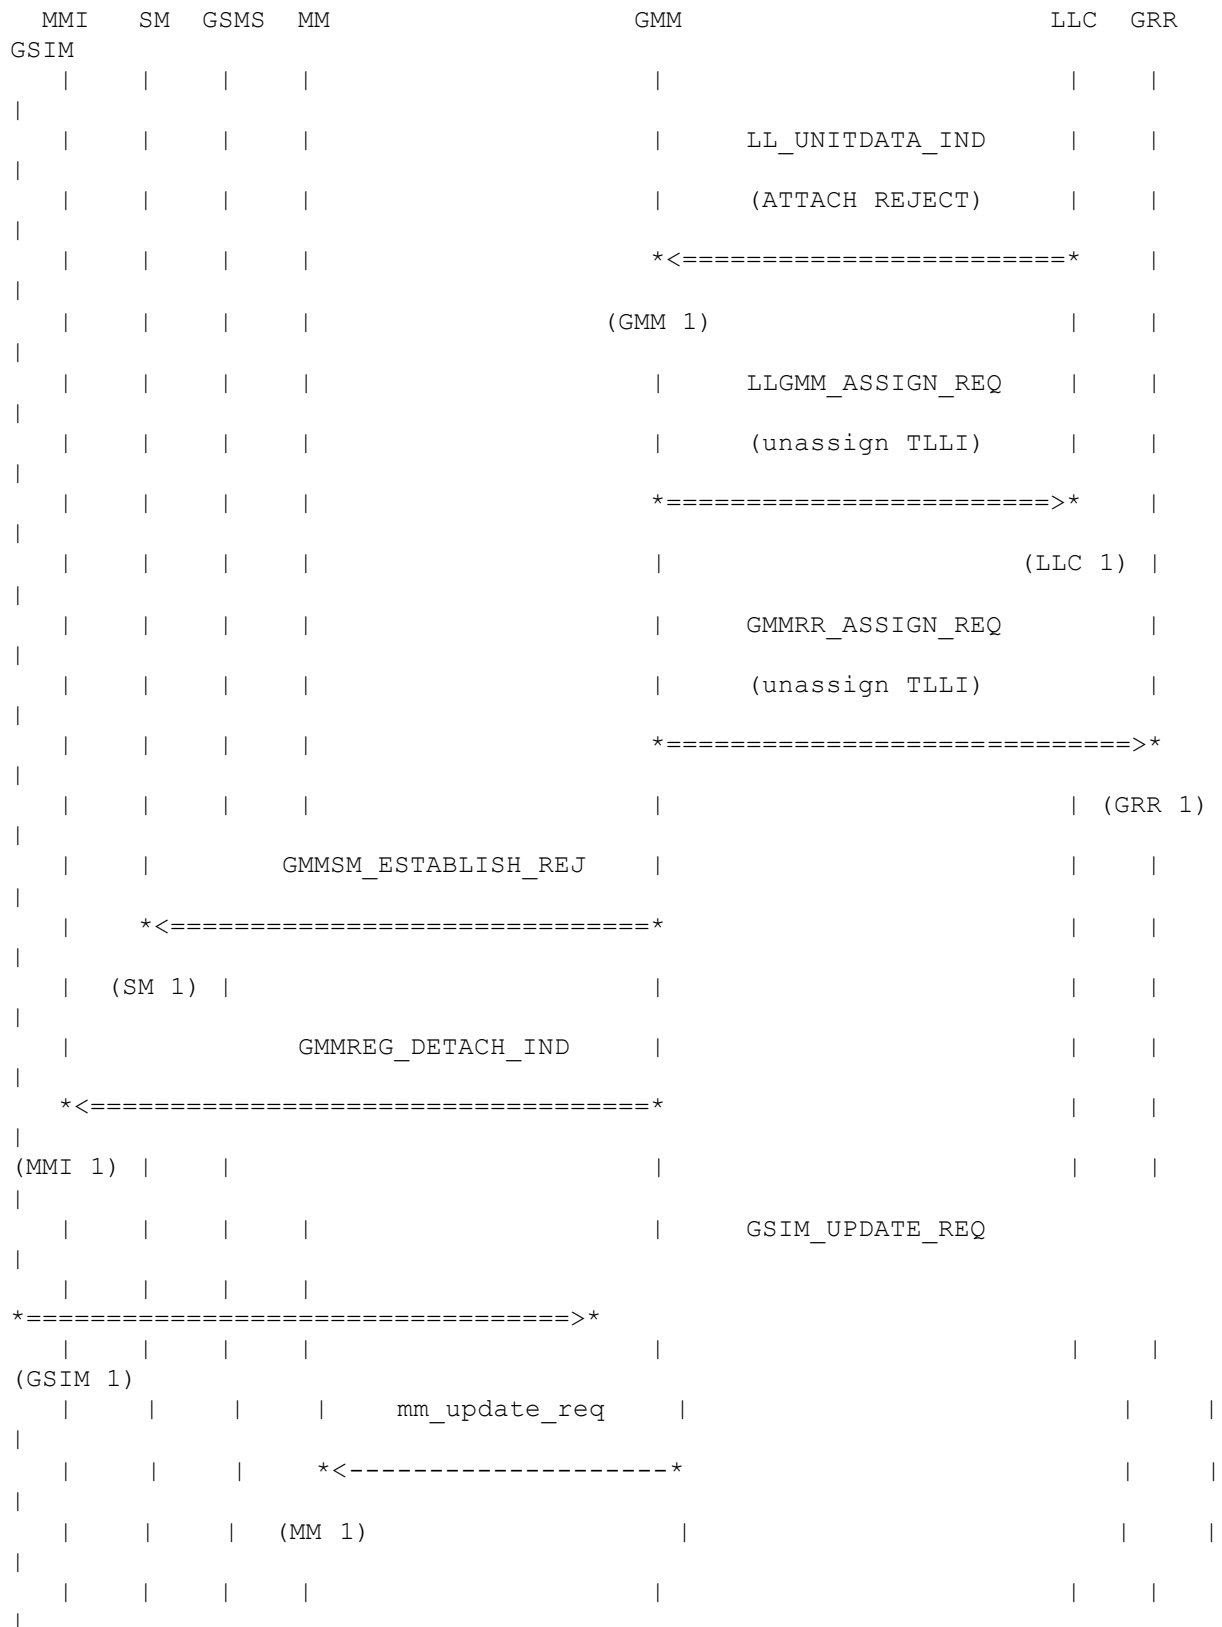 MMI   SM  GSMS  MM                    GMM                       LLC  GRR
GSIM
   |    |    |    |                     |                         |    |
|
   |    |    |    |                     |     LL_UNITDATA_IND     |    |
|
   |    |    |    |                     |     (ATTACH REJECT)     |    |
|
   |    |    |    |                     *<========================*    |
|
   |    |    |    |                  (GMM 1)                      |    |
|
   |    |    |    |                     |     LLGMM_ASSIGN_REQ    |    |
|
   |    |    |    |                     |     (unassign TLLI)     |    |
|
   |    |    |    |                     *========================>*    |
|
   |    |    |    |                     |                      (LLC 1) |
|
   |    |    |    |                     |     GMMRR_ASSIGN_REQ         |
|
   |    |    |    |                     |     (unassign TLLI)          |
|
   |    |    |    |                     *=============================>*
|
   |    |    |    |                     |                         | (GRR 1)
|
   |    |        GMMSM_ESTABLISH_REJ    |                         |    |
|
   |    *<==============================*                         |    |
|
   |  (SM 1) |                          |                         |    |
|
   |              GMMREG_DETACH_IND     |                         |    |
|
   *<===================================*                         |    |
|
(MMI 1) |    |                          |                         |    |
|
   |    |    |    |                     |     GSIM_UPDATE_REQ
|
   |    |    |    |
*==================================>*
   |    |    |    |                     |                         |    |
(GSIM 1)
   |     |    |    |    mm_update_req    |                           |    |
|
   |     |    |    *<--------------------*                           |    |
|
   |    |    |  (MM 1)                   |                           |    |
|
   |    |    |    |                     |                         |    |
|